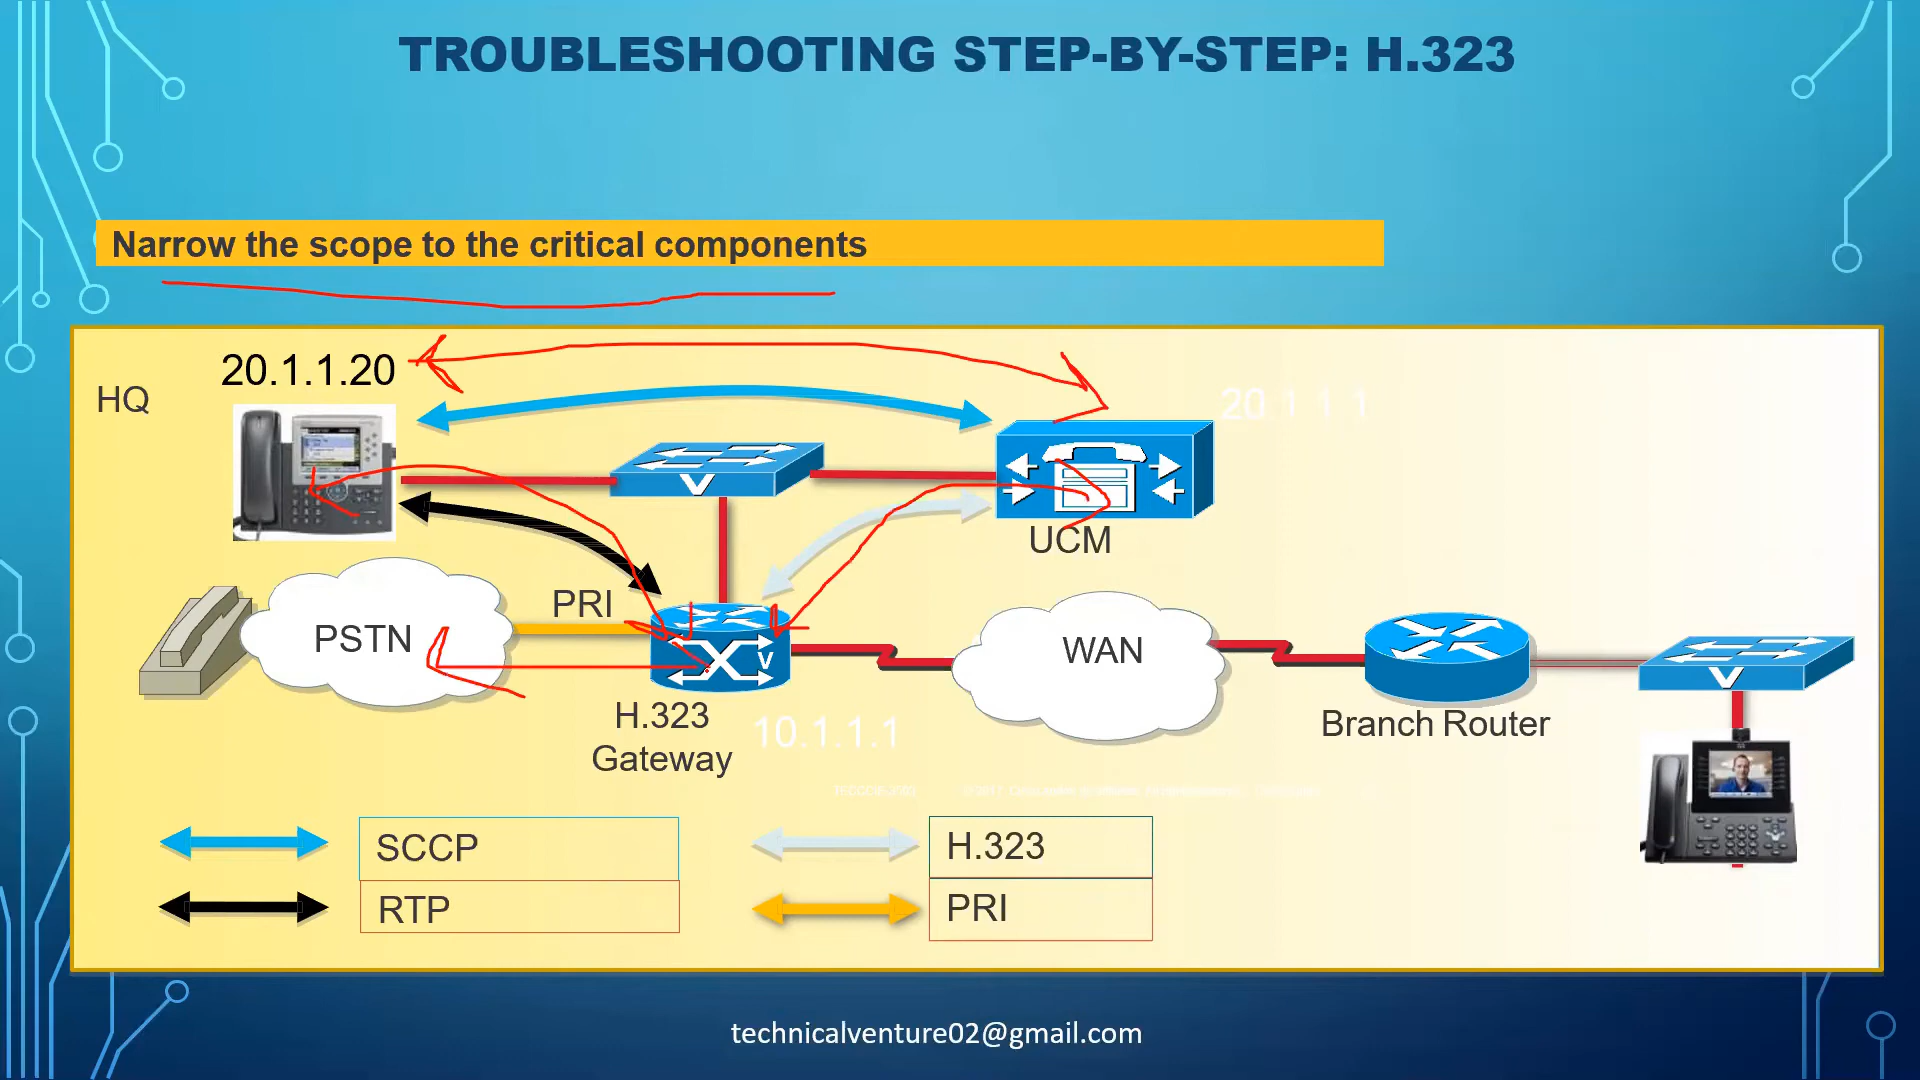 TROUBLESHOOTING STEP-BY-STEP: H.323
Narrow the scope to the critical components
20.1.1.20
HQ
20.1.1.1
UCM
PRI
PSTN
WAN
V
V
V
H.323
Gateway
10.1.1.1
Branch Router
SCCP
H.323
RTP
PRI
technicalventure02@gmail.com